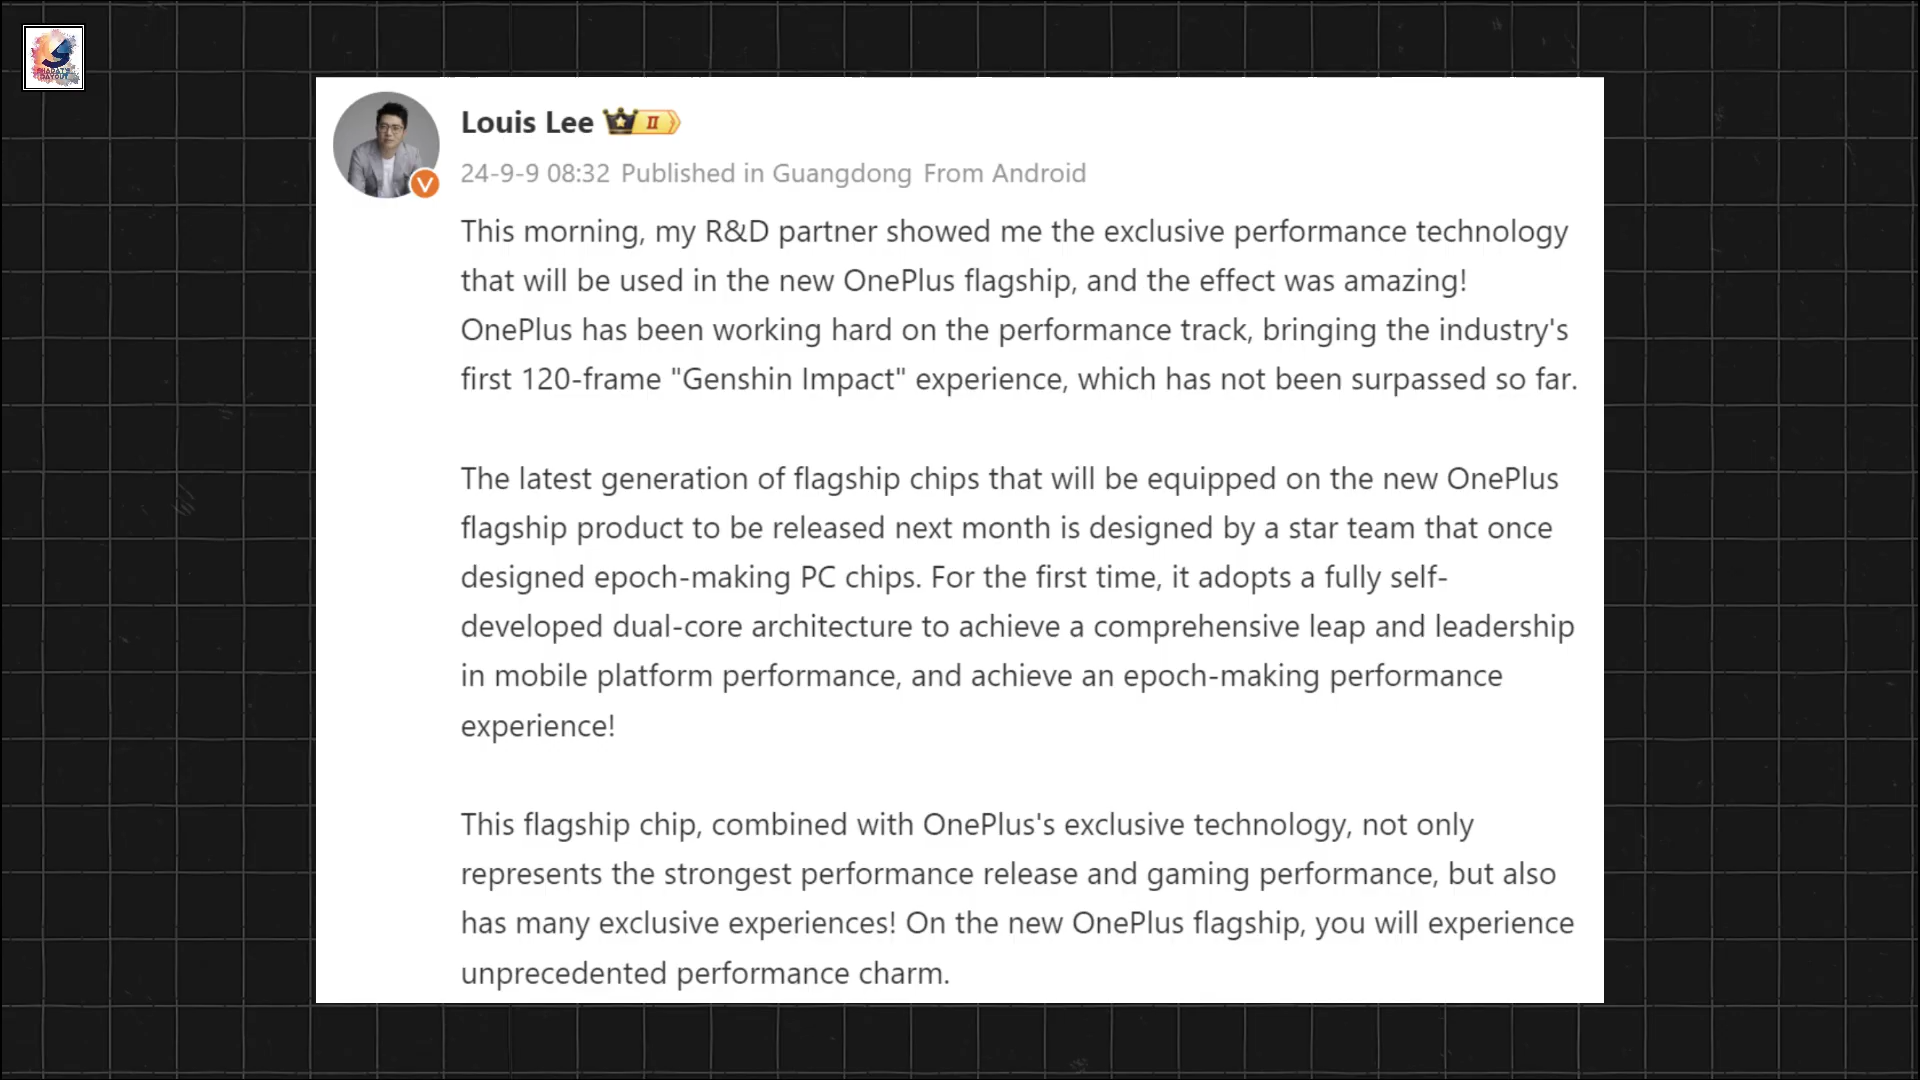 BHARAT'S
DAYOUT
Louis Lee II
V
24-9-9 08:32 Published in Guangdong From Android
This morning, my R&D partner showed me the exclusive performance technology
that will be used in the new OnePlus flagship, and the effect was amazing!
OnePlus has been working hard on the performance track, bringing the industry's
first 120-frame "Genshin Impact" experience, which has not been surpassed so far.
The latest generation of flagship chips that will be equipped on the new OnePlus
flagship product to be released next month is designed by a star team that once
designed epoch-making PC chips. For the first time, it adopts a fully self-
developed dual-core architecture to achieve a comprehensive leap and leadership
in mobile platform performance, and achieve an epoch-making performance
experience!
This flagship chip, combined with OnePlus's exclusive technology, not only
represents the strongest performance release and gaming performance, but also
has many exclusive experiences! On the new OnePlus flagship, you will experience
unprecedented performance charm.